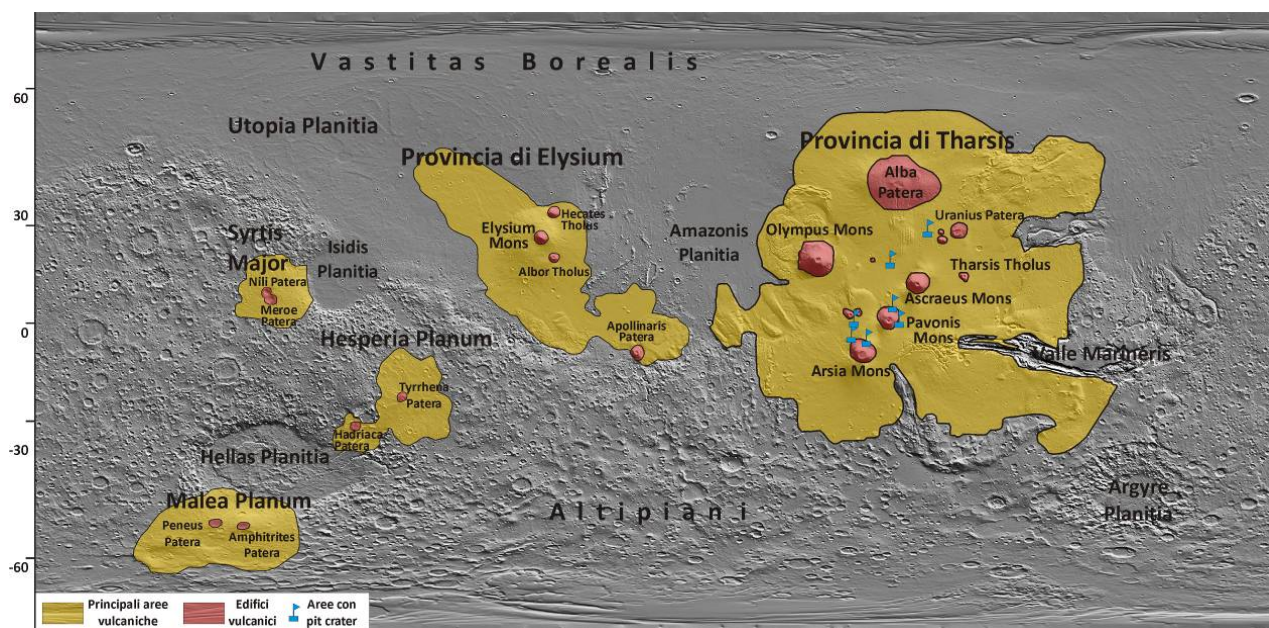 Vastitas Borealis
60
Utopia Planitia
Provincia di Elysium
Provincia di Tharsis
Alba
Patera
30
Hecates
Tholus
Elysium
Mons
Albor Tholus
Amazonis
Planitia
Olympus Mons
Uranius Patera
Syrtis
Major
Isidis
Planitia
Nili Patera
Meroe
Patera
Tharsis Tholus
Ascraeus Mons
0
Hesperia Planum
Apollinaris
Patera
Pavonis
Mons
Arsia Mons
Valle Marineris
Tyrrhena
Patera
-30
Hadriaca
Patera
Hellas Planitia
Malea Planum
Altipiani
Argyre
Planitia
Peneus
Patera
Amphitrites
Patera
-60
Principali aree
vulcaniche
Edifici
vulcanici
Aree con
pit crater